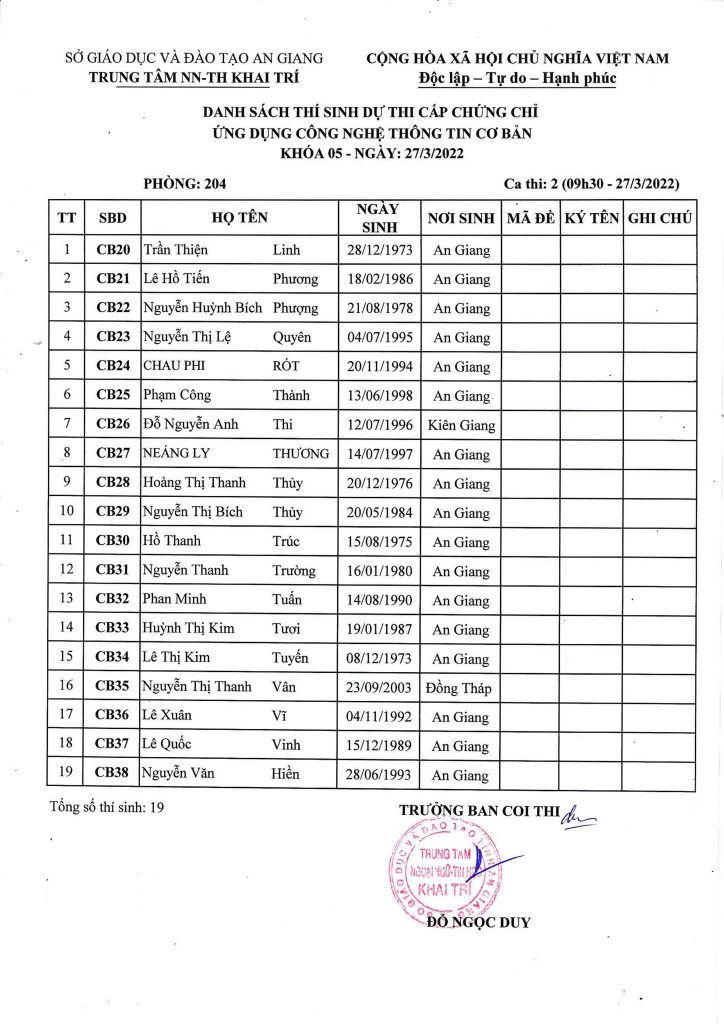 SỞ GIÁO DỤC VÀ ĐÀO TẠO AN GIANG
TRUNG TÂM NN-TH KHAI TRÍ
CỘNG HÒA XÃ HỘI CHỦ NGHĨA VIỆT NAM
Độc lập – Tự do – Hạnh phúc
DANH SÁCH THÍ SINH DỰ THI CẤP CHỨNG CHỈ
ỨNG DỤNG CÔNG NGHỆ THÔNG TIN CƠ BẢN
KHÓA 05 - NGÀY: 27/3/2022
PHÒNG: 204 Ca thi: 2 (09h30 - 27/3/2022)
TT SBD HỌ TÊN NGÀY SINH NƠI SINH MÃ ĐỀ KÝ TÊN GHI CHÚ
1 CB20 Trần Thiện Linh 28/12/1973 An Giang
2 CB21 Lê Hồ Tiến Phương 18/02/1986 An Giang
3 CB22 Nguyễn Huỳnh Bích Phượng 21/08/1978 An Giang
4 CB23 Nguyễn Thị Lệ Quyên 04/07/1995 An Giang
5 CB24 CHAU PHI RÓT 20/11/1994 An Giang
6 CB25 Phạm Công Thành 13/06/1998 An Giang
7 CB26 Đỗ Nguyễn Anh Thi 12/07/1996 Kiên Giang
8 CB27 NEÁNG LY THƯƠNG 14/07/1997 An Giang
9 CB28 Hoàng Thị Thanh Thủy 20/12/1976 An Giang
10 CB29 Nguyễn Thị Bích Thủy 20/05/1984 An Giang
11 CB30 Hồ Thanh Trúc 15/08/1975 An Giang
12 CB31 Nguyễn Thanh Trường 16/01/1980 An Giang
13 CB32 Phan Minh Tuấn 14/08/1990 An Giang
14 CB33 Huỳnh Thị Kim Tươi 19/01/1987 An Giang
15 CB34 Lê Thị Kim Tuyến 08/12/1973 An Giang
16 CB35 Nguyễn Thị Thanh Vân 23/09/2003 Đồng Tháp
17 CB36 Lê Xuân Vĩ 04/11/1992 An Giang
18 CB37 Lê Quốc Vinh 15/12/1989 An Giang
19 CB38 Nguyễn Văn Hiền 28/06/1993 An Giang
Tổng số thí sinh: 19
TRƯỞNG BAN COI THI
SỞ GIÁO DỤC VÀ ĐÀO TẠO TỈNH AN GIANG
TRUNG TÂM
NGOẠI NGỮ-TIN HỌC
KHAI TRÍ
ĐỖ NGỌC DUY